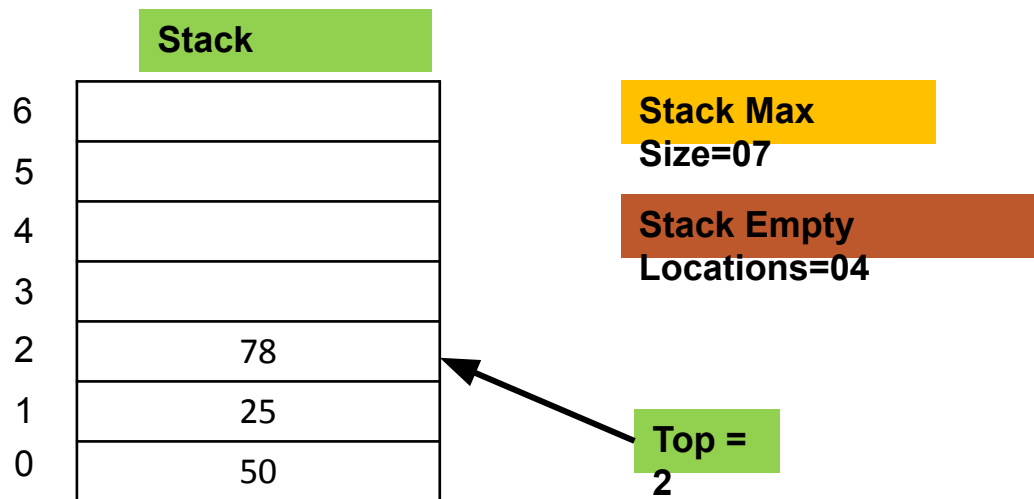 Stack
6
Stack Max
Size=07
5
4
Stack Empty
Locations=04
3
2
78
1
25
Top =
2
0
50